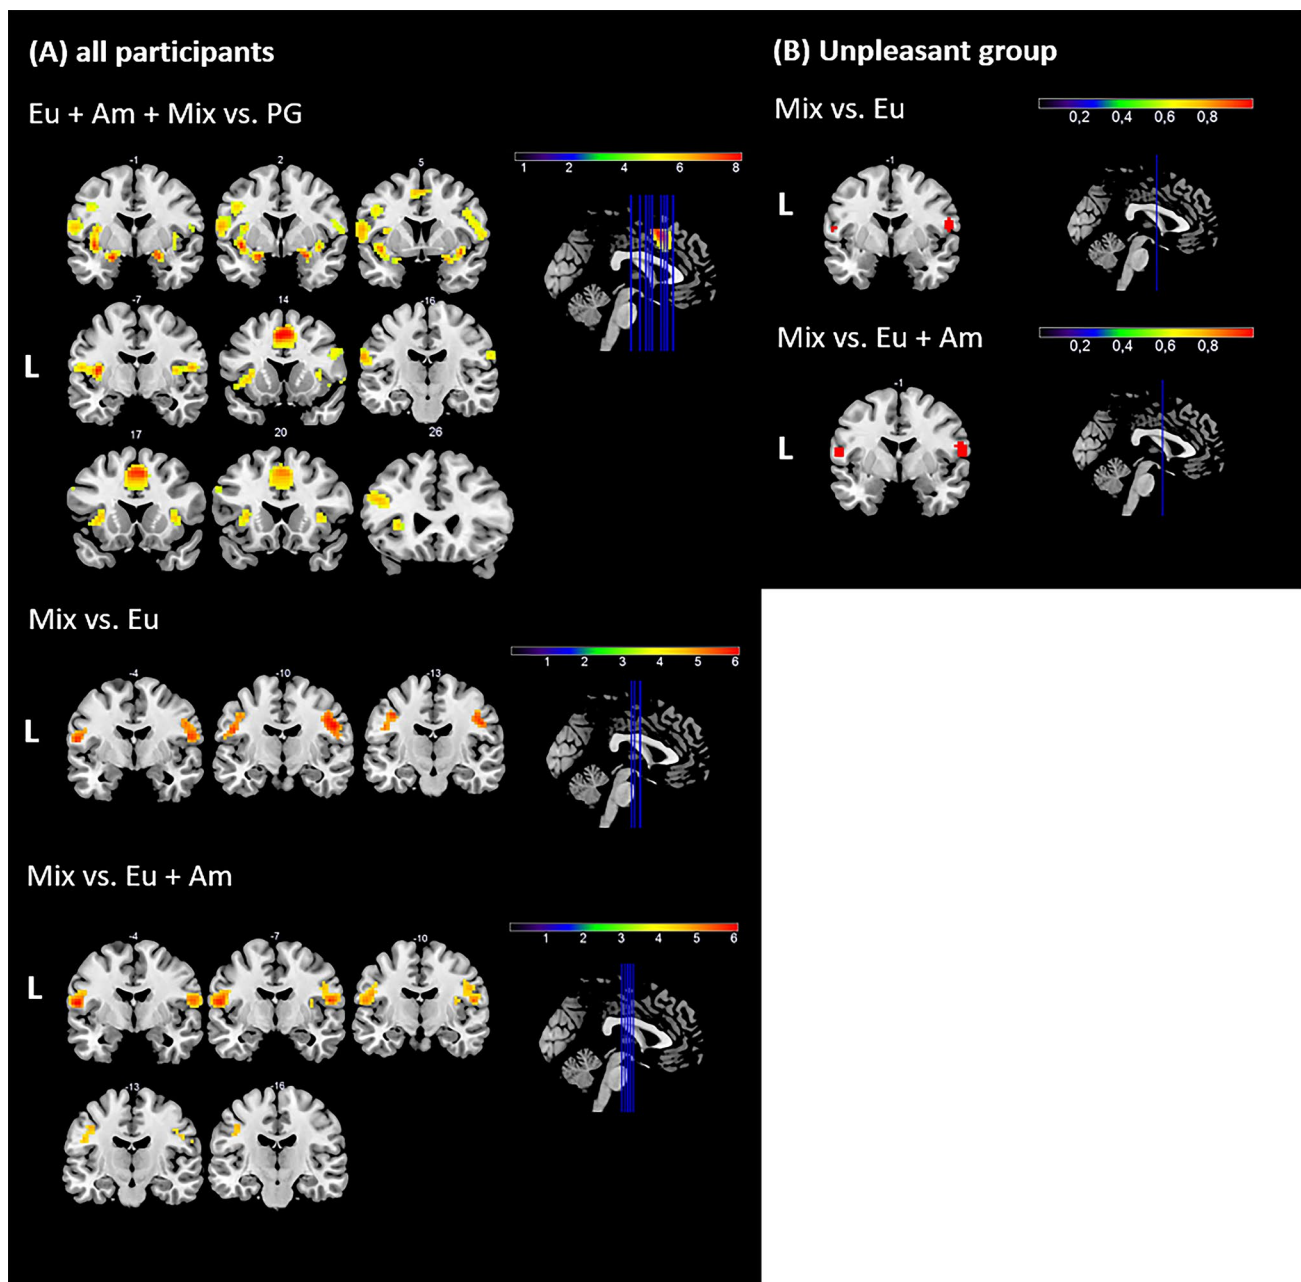 (A) all participants
Eu + Am + Mix vs. PG
-1 2 5
1 2 4 6 8
-7 14 -16
L
17 20 26
Mix vs. Eu
-4 -10 -13
1 2 3 4 5 6
L
Mix vs. Eu + Am
-4 -7 -10
1 2 3 4 5 6
L
-13 -16
(B) Unpleasant group
Mix vs. Eu
0,2 0,4 0,6 0,8
-1
L
Mix vs. Eu + Am
0,2 0,4 0,6 0,8
-1
L